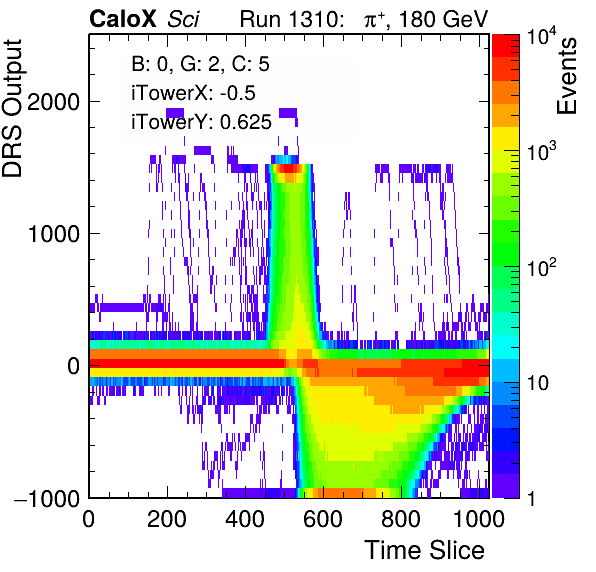 CaloX Sci Run 1310: π⁺, 180 GeV
B: 0, G: 2, C: 5
iTowerX: -0.5
iTowerY: 0.625
DRS Output
2000
1000
0
−1000
0 200 400 600 800 1000
Time Slice
Events
10⁴
10³
10²
10
1